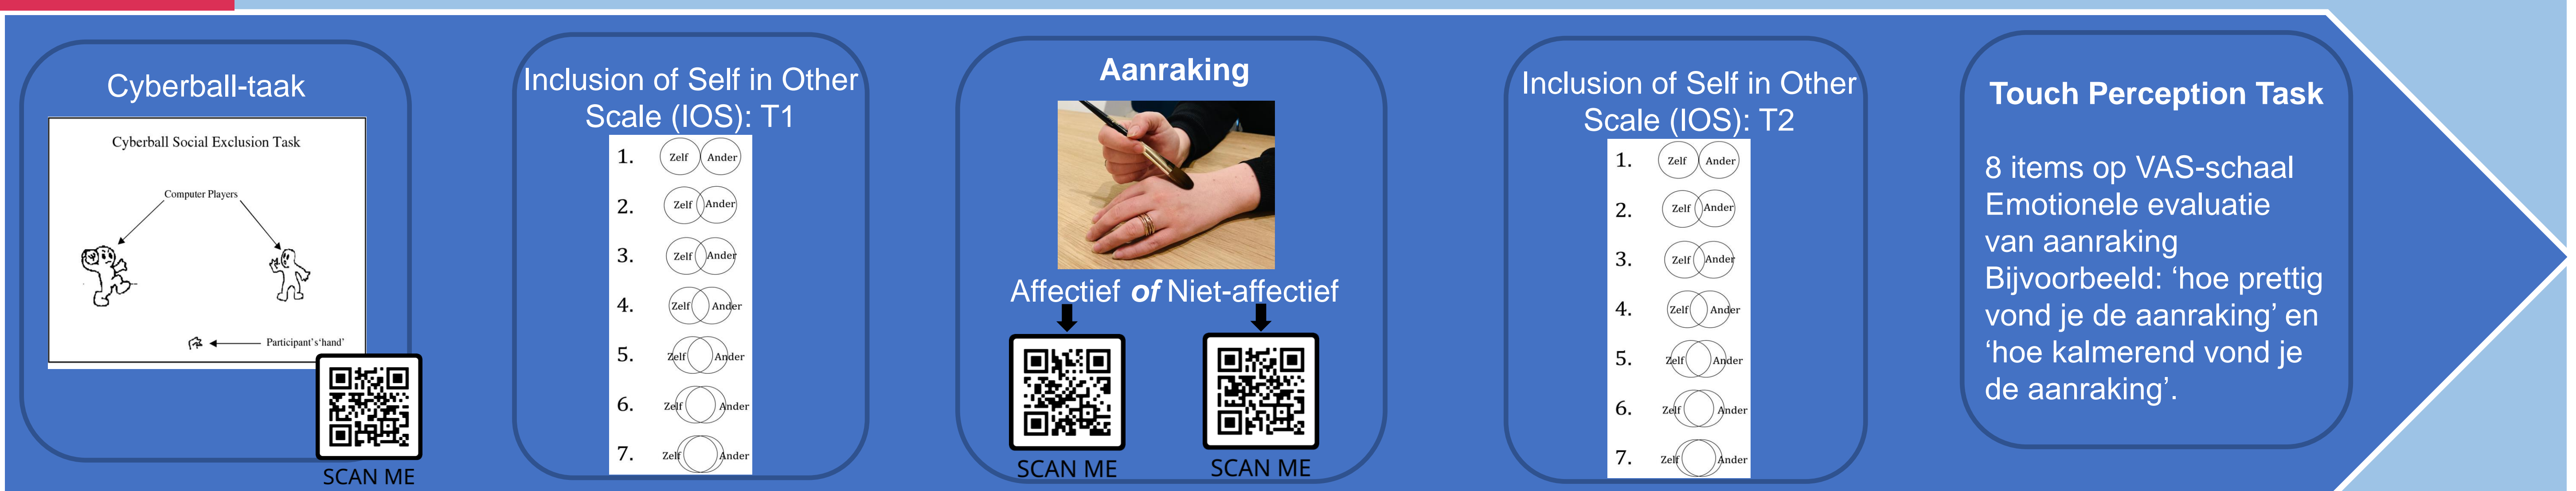 Cyberball-taak
Cyberball Social Exclusion Task
Computer Players
Participant's'hand'
SCAN ME
Inclusion of Self in Other
Scale (IOS): T1
1. Zelf Ander
2. Zelf Ander
3. Zelf Ander
4. Zelf Ander
5. Zelf Ander
6. Zelf Ander
7. Zelf Ander
Aanraking
Affectief of Niet-affectief
SCAN ME
SCAN ME
Inclusion of Self in Other
Scale (IOS): T2
1. Zelf Ander
2. Zelf Ander
3. Zelf Ander
4. Zelf Ander
5. Zelf Ander
6. Zelf Ander
7. Zelf Ander
Touch Perception Task
8 items op VAS-schaal
Emotionele evaluatie
van aanraking
Bijvoorbeeld: ‘hoe prettig
vond je de aanraking’ en
‘hoe kalmerend vond je
de aanraking’.